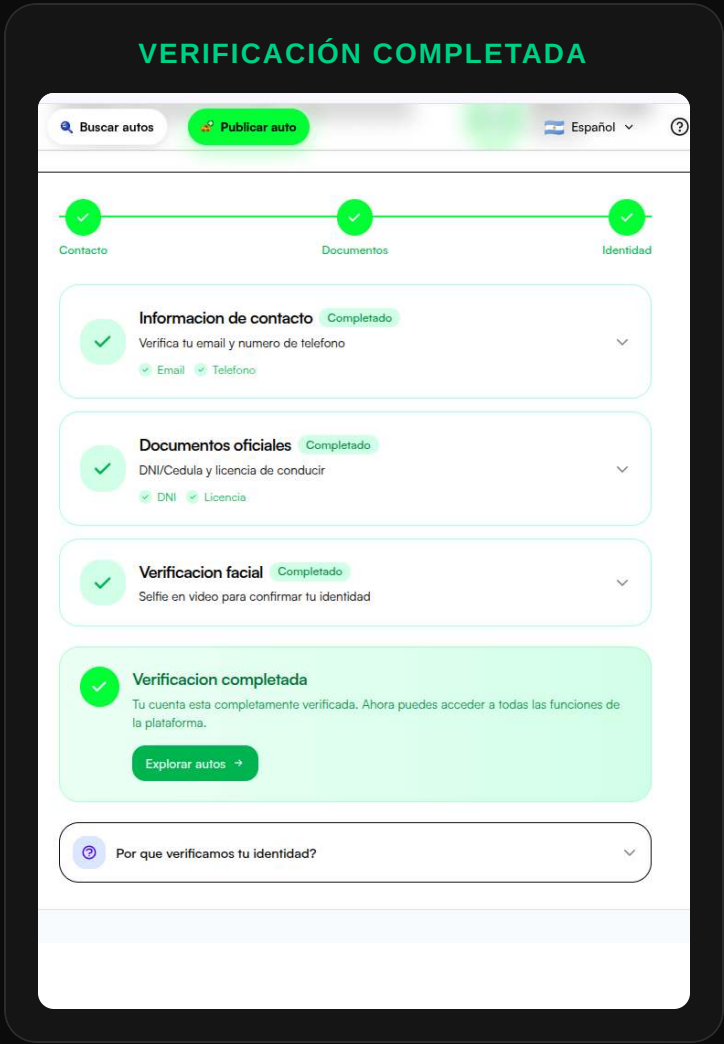 VERIFICACIÓN COMPLETADA
Buscar autos
Publicar auto
Español
Contacto
Documentos
Identidad
Informacion de contacto
Completado
Verifica tu email y numero de telefono
Email
Telefono
Documentos oficiales
Completado
DNI/Cedula y licencia de conducir
DNI
Licencia
Verificacion facial
Completado
Selfie en video para confirmar tu identidad
Verificacion completada
Tu cuenta esta completamente verificada. Ahora puedes acceder a todas las funciones de
la plataforma.
Explorar autos →
Por que verificamos tu identidad?